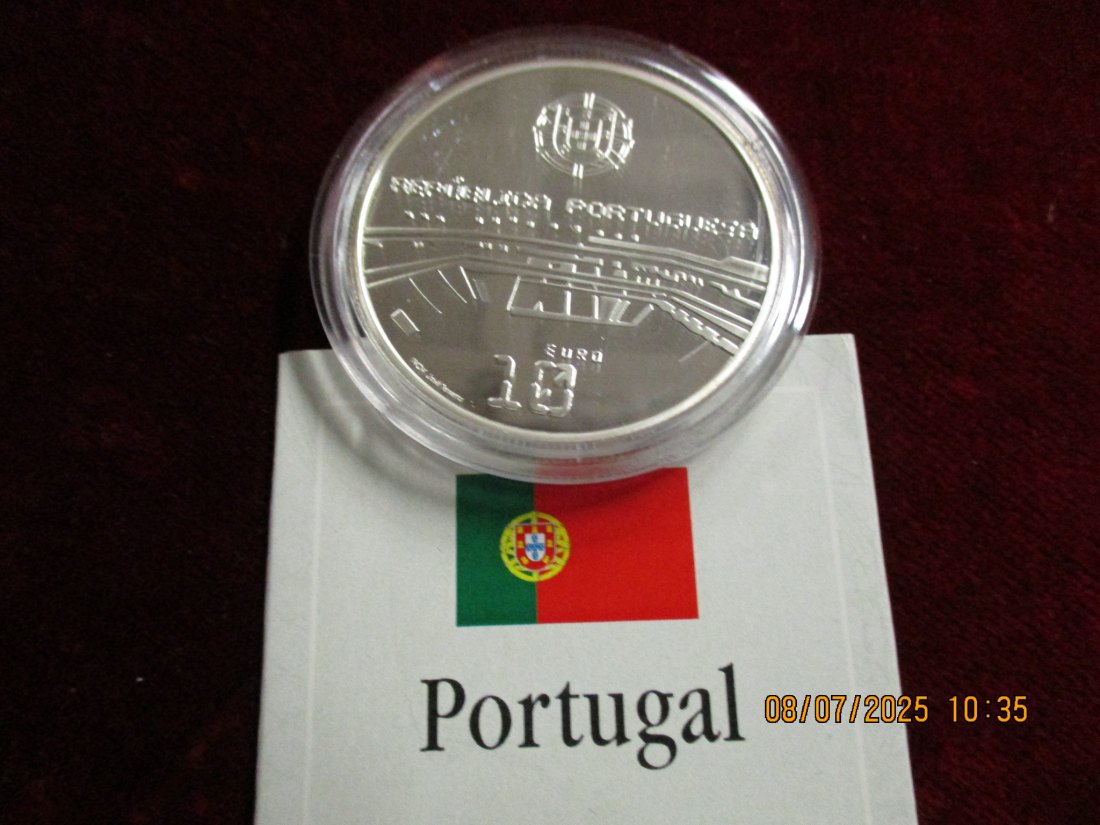 REPÚBLICA PORTUGUESA
EURO
10
Portugal
08/07/2025 10:35